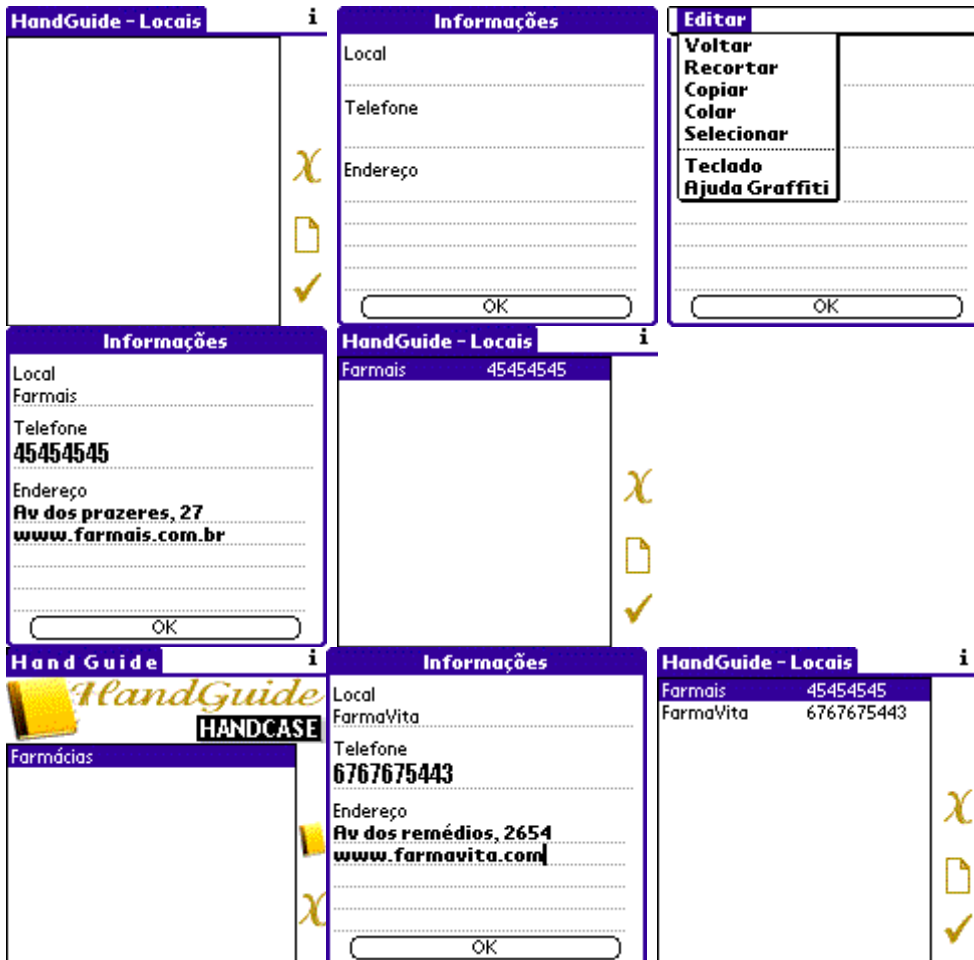 HandGuide - Locais i
Informações
Local
Telefone
Endereço
OK
Editar
Voltar
Recortar
Copiar
Colar
Selecionar
Teclado
Ajuda Graffiti
OK
Informações
Local
Farmais
Telefone
45454545
Endereço
Av dos prazeres, 27
www.farmais.com.br
OK
HandGuide - Locais i
Farmais 45454545
Hand Guide i
HandGuide
HANDCASE
Farmácias
Informações
Local
FarmaVita
Telefone
6767675443
Endereço
Av dos remédios, 2654
www.farmavita.com
OK
HandGuide - Locais i
Farmais 45454545
FarmaVita 6767675443